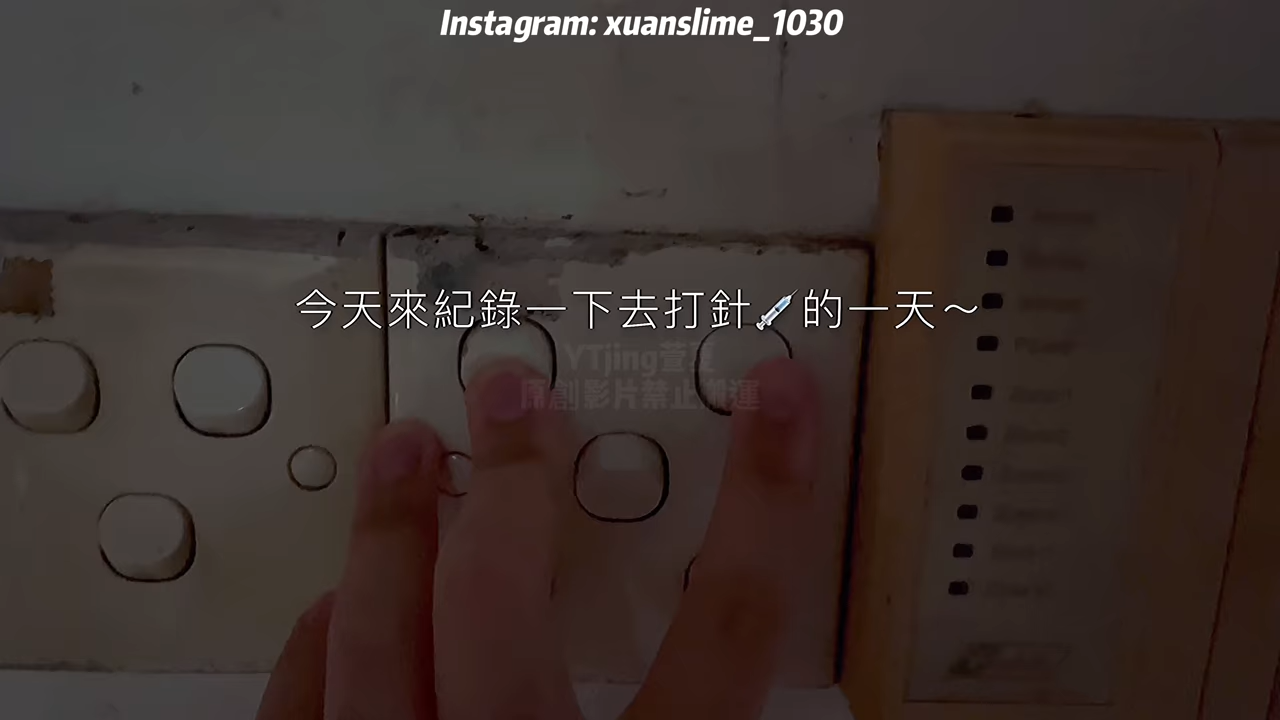 Instagram: xuanslime_1030
今天來紀錄一下去打針💉的一天～
YTjing萱萱
原創影片禁止搬運